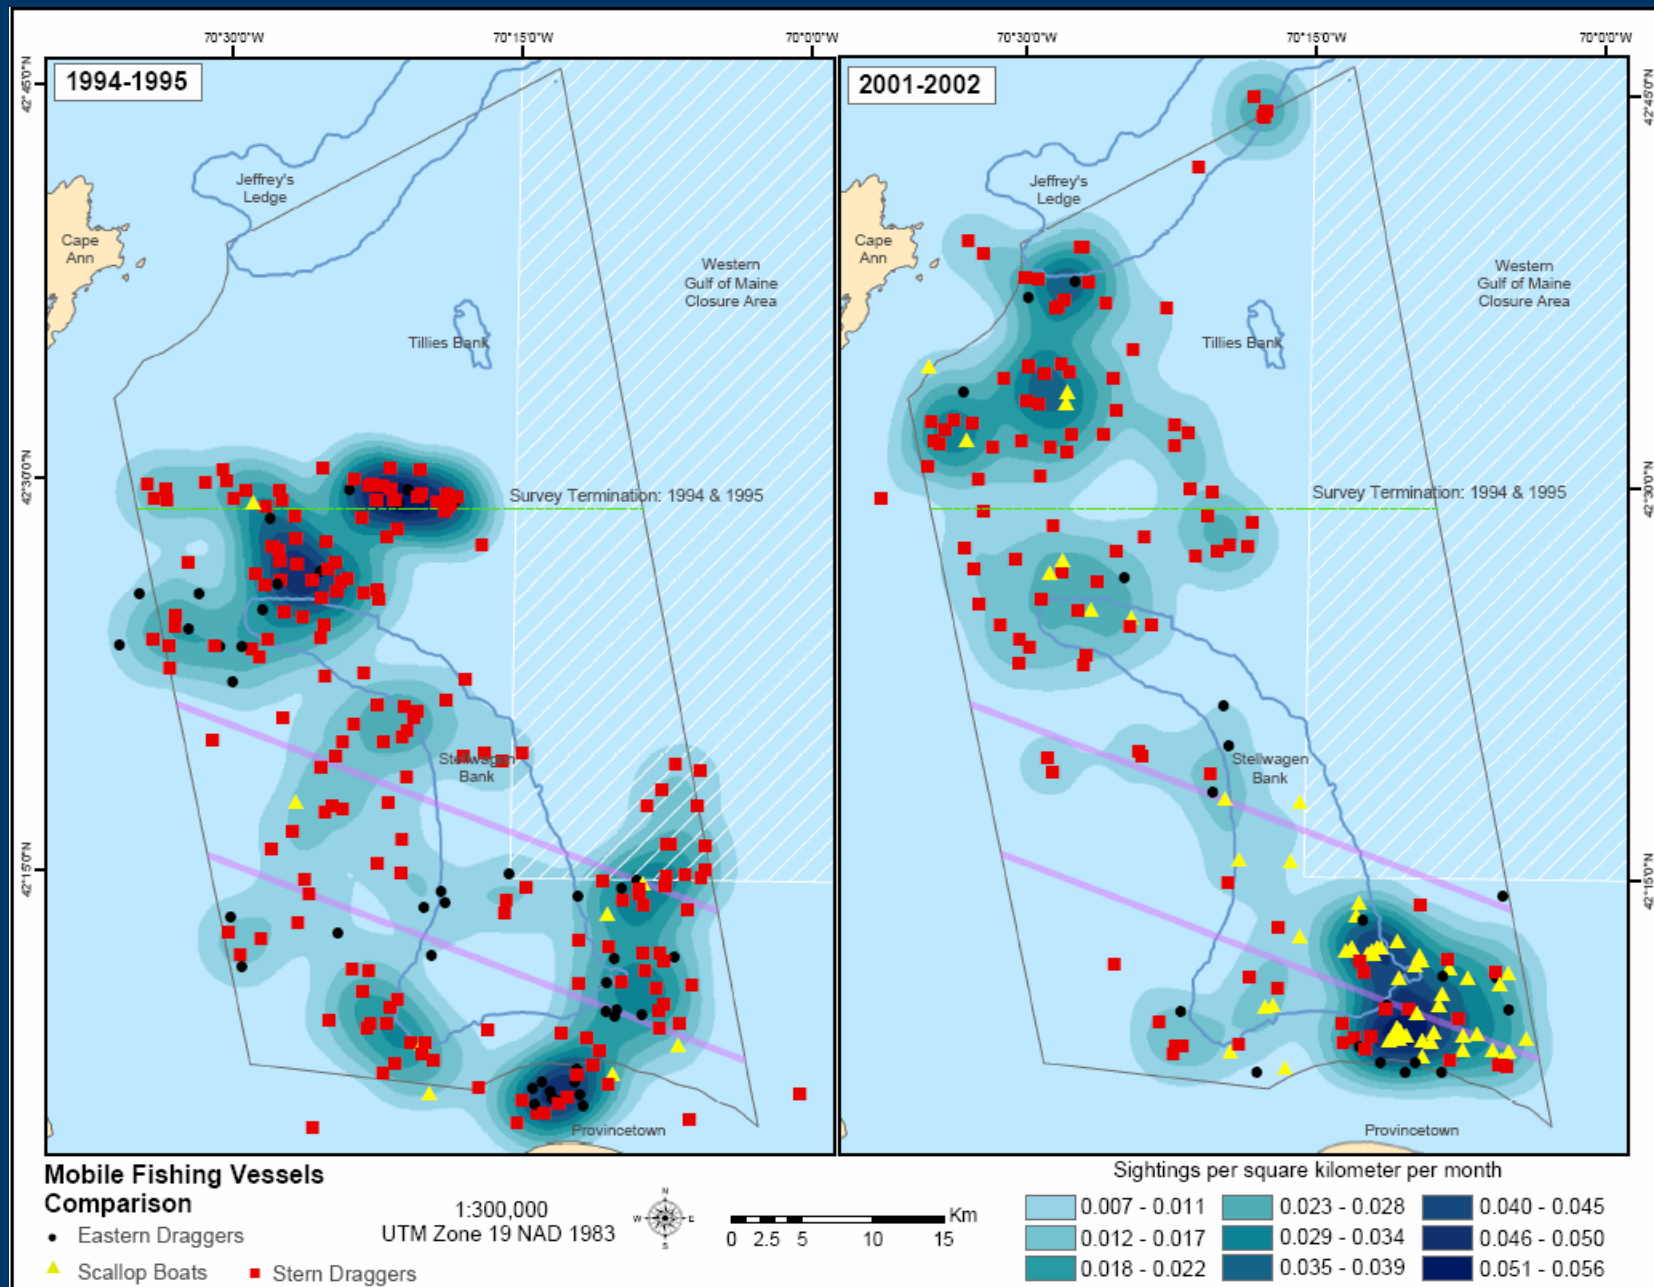 70°30'0"W 70°15'0"W 70°0'0"W 70°30'0"W 70°15'0"W 70°0'0"W
1994-1995
2001-2002
42°45'0"N
42°45'0"N
Jeffrey's
Ledge
Jeffrey's
Ledge
Cape
Ann
Cape
Ann
Western
Gulf of Maine
Closure Area
Western
Gulf of Maine
Closure Area
Tillies Bank
Tillies Bank
42°30'0"N
42°30'0"N
Survey Termination: 1994 & 1995
Survey Termination: 1994 & 1995
Stellwagen
Bank
Stellwagen
Bank
42°15'0"N
42°15'0"N
Provincetown
Provincetown
Mobile Fishing Vessels
Comparison
Eastern Draggers
Scallop Boats
Stern Draggers
1:300,000
UTM Zone 19 NAD 1983
N
W E
S
Km
0 2.5 5 10 15
Sightings per square kilometer per month
0.007 - 0.011 0.023 - 0.028 0.040 - 0.045
0.012 - 0.017 0.029 - 0.034 0.046 - 0.050
0.018 - 0.022 0.035 - 0.039 0.051 - 0.056